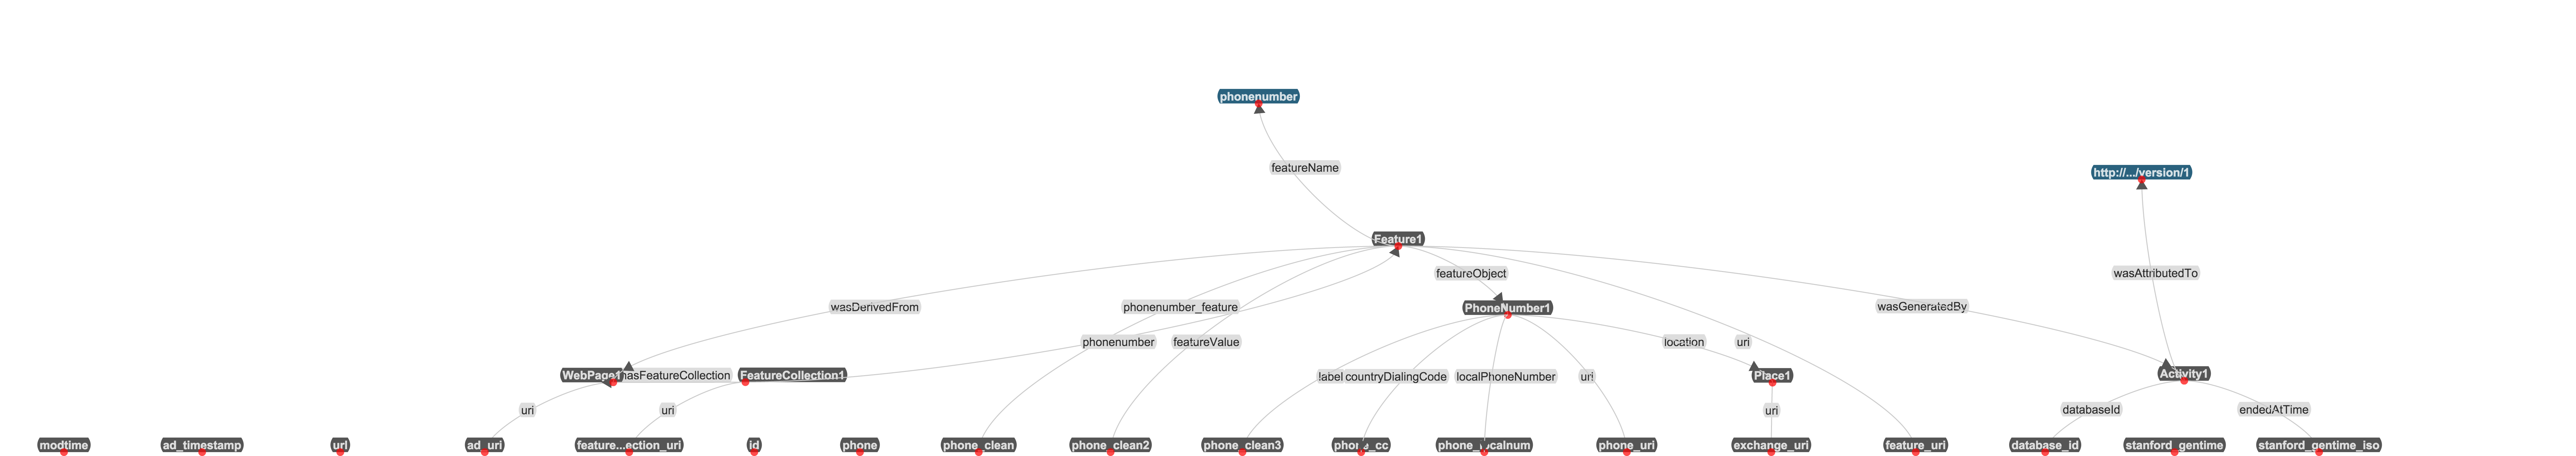 phonenumber
featureName
http://.../version/1
Feature1
featureObject
wasAttributedTo
wasDerivedFrom
phonenumber_feature
PhoneNumber1
wasGeneratedBy
phonenumber
featureValue
location
uri
WebPage1
hasFeatureCollection
FeatureCollection1
label
countryDialingCode
localPhoneNumber
uri
Place1
Activity1
uri
uri
uri
databaseId
endedAtTime
modtime
ad_timestamp
url
ad_uri
feature...ection_uri
id
phone
phone_clean
phone_clean2
phone_clean3
phone_cc
phone_localnum
phone_uri
exchange_uri
feature_uri
database_id
stanford_gentime
stanford_gentime_iso